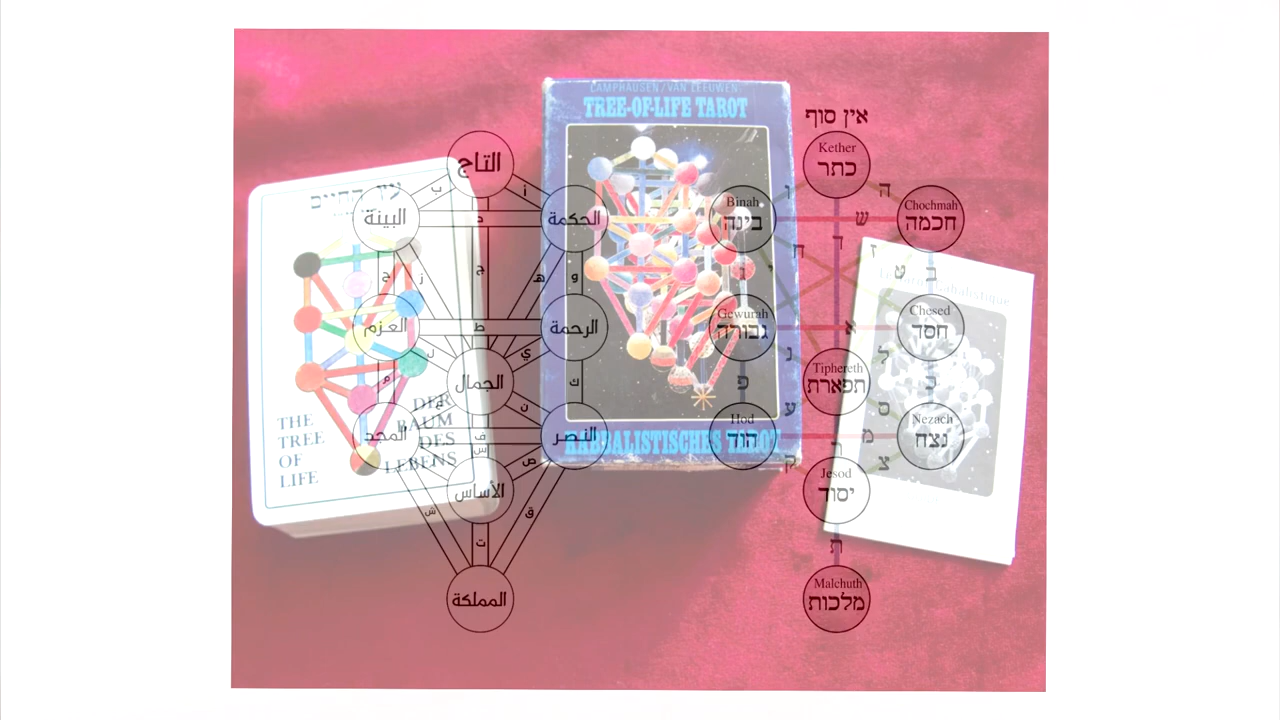 CAMPHAUSEN / VAN LEEUWEN
TREE-OF-LIFE TAROT
KABBALISTISCHES TAROT
עץ החיים
THE
TREE
OF
LIFE
DER
BAUM
DES
LEBENS
التاج
ب
أ
البينة
د
الحكمة
ج
ز
ه
و
العزم
ط
الرحمة
ل
ي
م
الجمال
ك
ن
المجد
ف
النصر
س
ص
الأساس
ش
ق
ت
المملكة
אין סוף
Kether
כתר
ו
ה
Binah
בינה
ש
Chochmah
חכמה
ח
ד
ז
י
ט
ב
Gewurah
גבורה
א
Chesed
חסד
נ
ל
Tiphereth
תפארת
פ
כ
ע
ס
Hod
הוד
מ
Nezach
נצח
ק
ר
צ
Jesod
יסוד
ת
Malchuth
מלכות